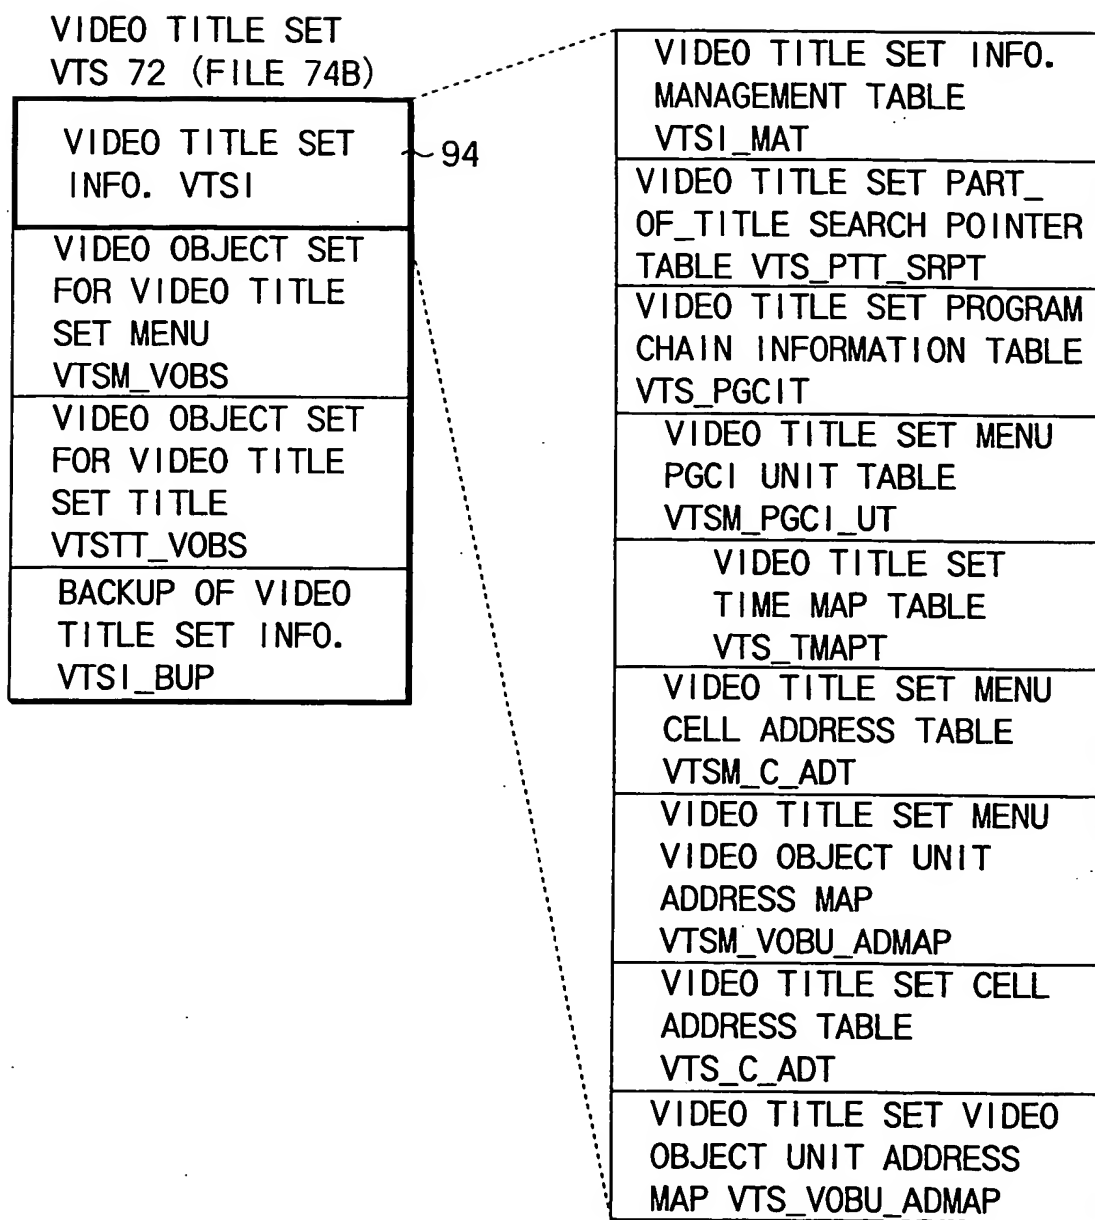 VIDEO TITLE SET
VTS 72 (FILE 74B)
VIDEO TITLE SET
INFO. VTSI
94
VIDEO OBJECT SET
FOR VIDEO TITLE
SET MENU
VTSM_VOBS
VIDEO OBJECT SET
FOR VIDEO TITLE
SET TITLE
VTSTT_VOBS
BACKUP OF VIDEO
TITLE SET INFO.
VTSI_BUP
VIDEO TITLE SET INFO.
MANAGEMENT TABLE
VTSI_MAT
VIDEO TITLE SET PART_
OF_TITLE SEARCH POINTER
TABLE VTS_PTT_SRPT
VIDEO TITLE SET PROGRAM
CHAIN INFORMATION TABLE
VTS_PGCIT
VIDEO TITLE SET MENU
PGCI UNIT TABLE
VTSM_PGCI_UT
VIDEO TITLE SET
TIME MAP TABLE
VTS_TMAPT
VIDEO TITLE SET MENU
CELL ADDRESS TABLE
VTSM_C_ADT
VIDEO TITLE SET MENU
VIDEO OBJECT UNIT
ADDRESS MAP
VTSM_VOBU_ADMAP
VIDEO TITLE SET CELL
ADDRESS TABLE
VTS_C_ADT
VIDEO TITLE SET VIDEO
OBJECT UNIT ADDRESS
MAP VTS_VOBU_ADMAP